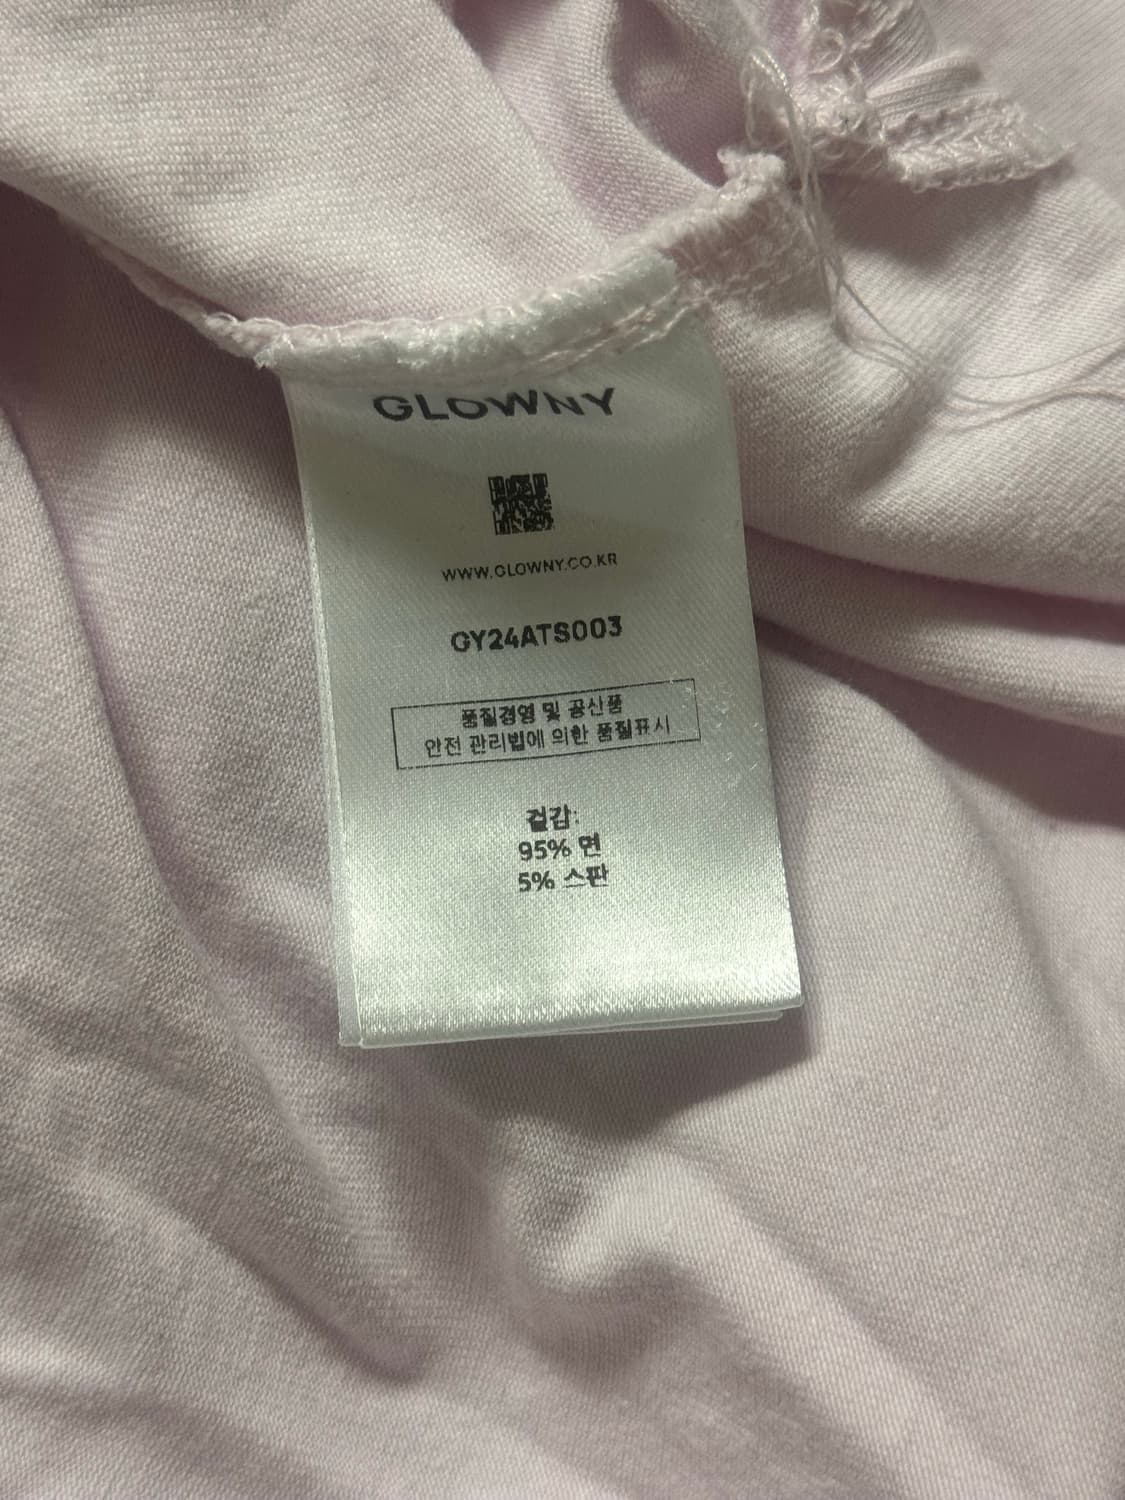 GLOWNY
WWW.GLOWNY.CO.KR
GY24ATS003
품질경영 및 공산품
안전 관리법에 의한 품질표시
겉감:
95% 면
5% 스판